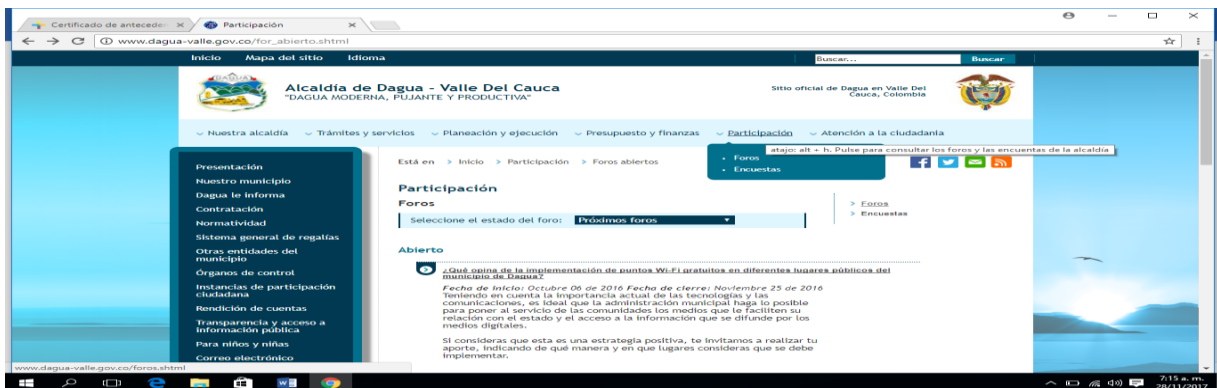 Certificado de anteceder
Participación
www.dagua-valle.gov.co/for_abierto.shtml
Inicio Mapa del sitio Idioma
Buscar... Buscar
Alcaldía de Dagua - Valle Del Cauca
"DAGUA MODERNA, PUJANTE Y PRODUCTIVA"
Sitio oficial de Dagua en Valle Del
Cauca, Colombia
Nuestra alcaldía Trámites y servicios Planeación y ejecución Presupuesto y finanzas Participación Atención a la ciudadanía
atajo: alt + h. Pulse para consultar los foros y las encuentas de la alcaldía
Foros
Encuestas
Presentación
Nuestro municipio
Dagua le informa
Contratación
Normatividad
Sistema general de regalías
Otras entidades del
municipio
Órganos de control
Instancias de participación
ciudadana
Rendición de cuentas
Transparencia y acceso a
información pública
Para niños y niñas
Correo electrónico
Está en > Inicio > Participación > Foros abiertos
Participación
Foros
Seleccione el estado del foro: Próximos foros
> Foros
> Encuestas
Abierto
¿Qué opina de la implementación de puntos Wi-Fi gratuitos en diferentes lugares públicos del
municipio de Dagua?
Fecha de inicio: Octubre 06 de 2016 Fecha de cierre: Noviembre 25 de 2016
Teniendo en cuenta la importancia actual de las tecnologías y las
comunicaciones, es ideal que la administración municipal haga lo posible
para poner al servicio de las comunidades los medios que le faciliten su
relación con el estado y el acceso a la información que se difunde por los
medios digitales.
Si consideras que esta es una estrategia positiva, te invitamos a realizar tu
aporte, indicando de qué manera y en que lugares consideras que se debe
implementar.
www.dagua-valle.gov.co/foros.shtml
7:15 a. m.
28/11/2017